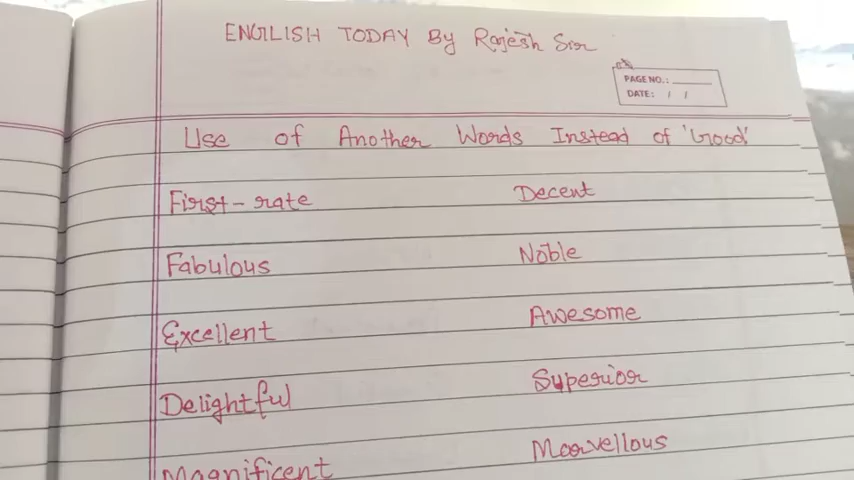 ENGLISH TODAY By Rajesh Sir
PAGE NO.:
DATE: / /
Use of Another Words Instead of 'Good'
First-rate Decent
Fabulous Noble
Excellent Awesome
Delightful Superior
Magnificent Marvellous